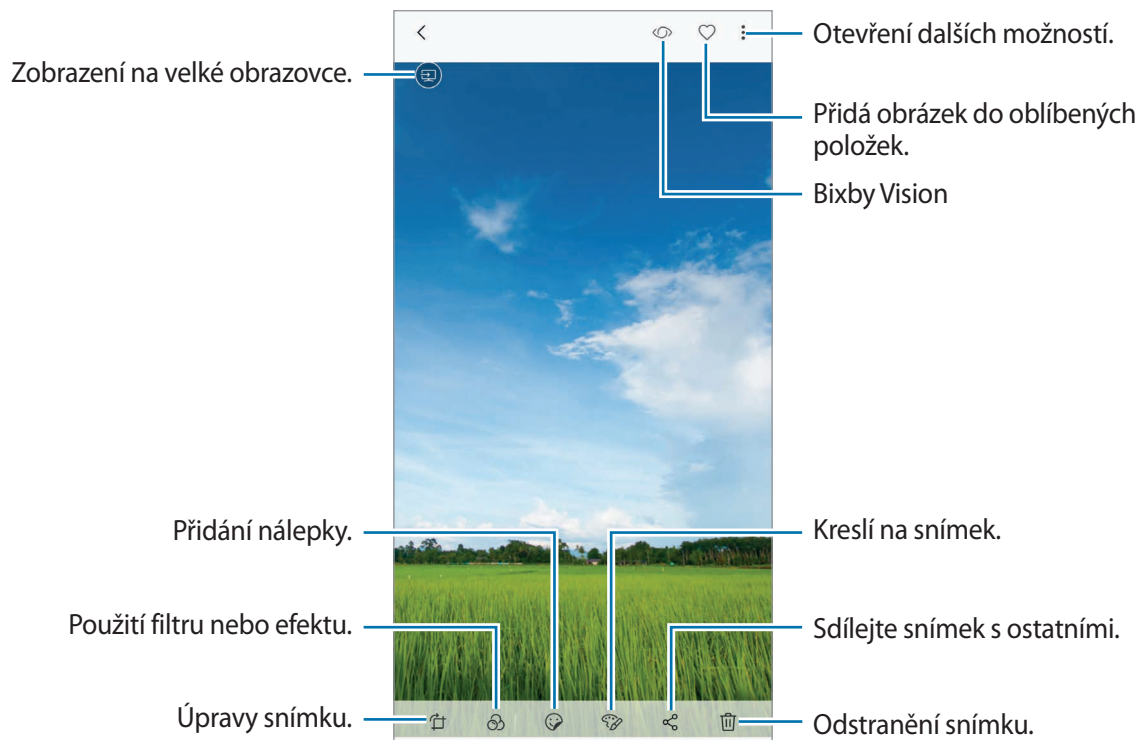 Otevření dalších možností.
Zobrazení na velké obrazovce.
Přidá obrázek do oblíbených
položek.
Bixby Vision
Přidání nálepky.
Kreslí na snímek.
Použití filtru nebo efektu.
Sdílejte snímek s ostatními.
Úpravy snímku.
Odstranění snímku.